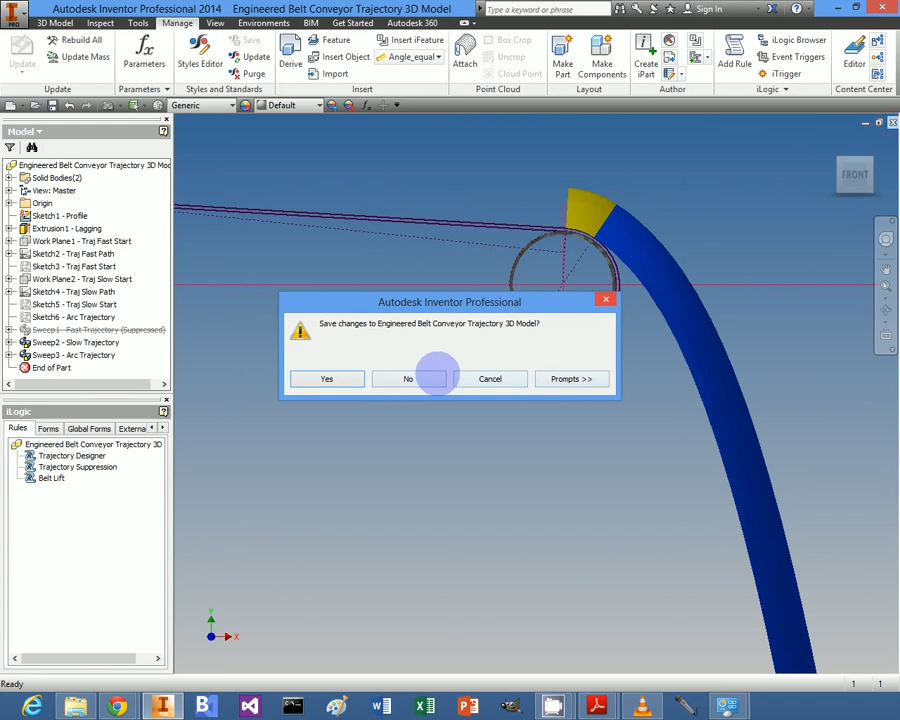 Autodesk Inventor Professional 2014 Engineered Belt Conveyor Trajectory 3D Model
Type a keyword or phrase
Sign In
PRO
3D Model Inspect Tools Manage View Environments BIM Get Started Autodesk 360
Update
Rebuild All
Update Mass
Update
Parameters
Parameters
Styles Editor
Save
Update
Purge
Styles and Standards
Derive
Feature
Insert Object
Import
Insert iFeature
Angle_equal
Insert
Attach
Box Crop
Uncrop
Cloud Point
Point Cloud
Make Part
Make Components
Layout
Create iPart
Author
Add Rule
iLogic Browser
Event Triggers
iTrigger
iLogic
Editor
Content Center
Generic
Default
Model
Engineered Belt Conveyor Trajectory 3D Mod
Solid Bodies(2)
View: Master
Origin
Sketch1 - Profile
Extrusion1 - Lagging
Work Plane1 - Traj Fast Start
Sketch2 - Traj Fast Path
Sketch3 - Traj Fast Start
Work Plane2 - Traj Slow Start
Sketch4 - Traj Slow Path
Sketch5 - Traj Slow Start
Sketch6 - Arc Trajectory
Sweep1 - Fast Trajectory (Suppressed)
Sweep2 - Slow Trajectory
Sweep3 - Arc Trajectory
End of Part
FRONT
Autodesk Inventor Professional
Save changes to Engineered Belt Conveyor Trajectory 3D Model?
Yes No Cancel Prompts >>
iLogic
Rules Forms Global Forms Externa
Engineered Belt Conveyor Trajectory 3D
Trajectory Designer
Trajectory Suppression
Belt Lift
Y
X
Ready
1 1